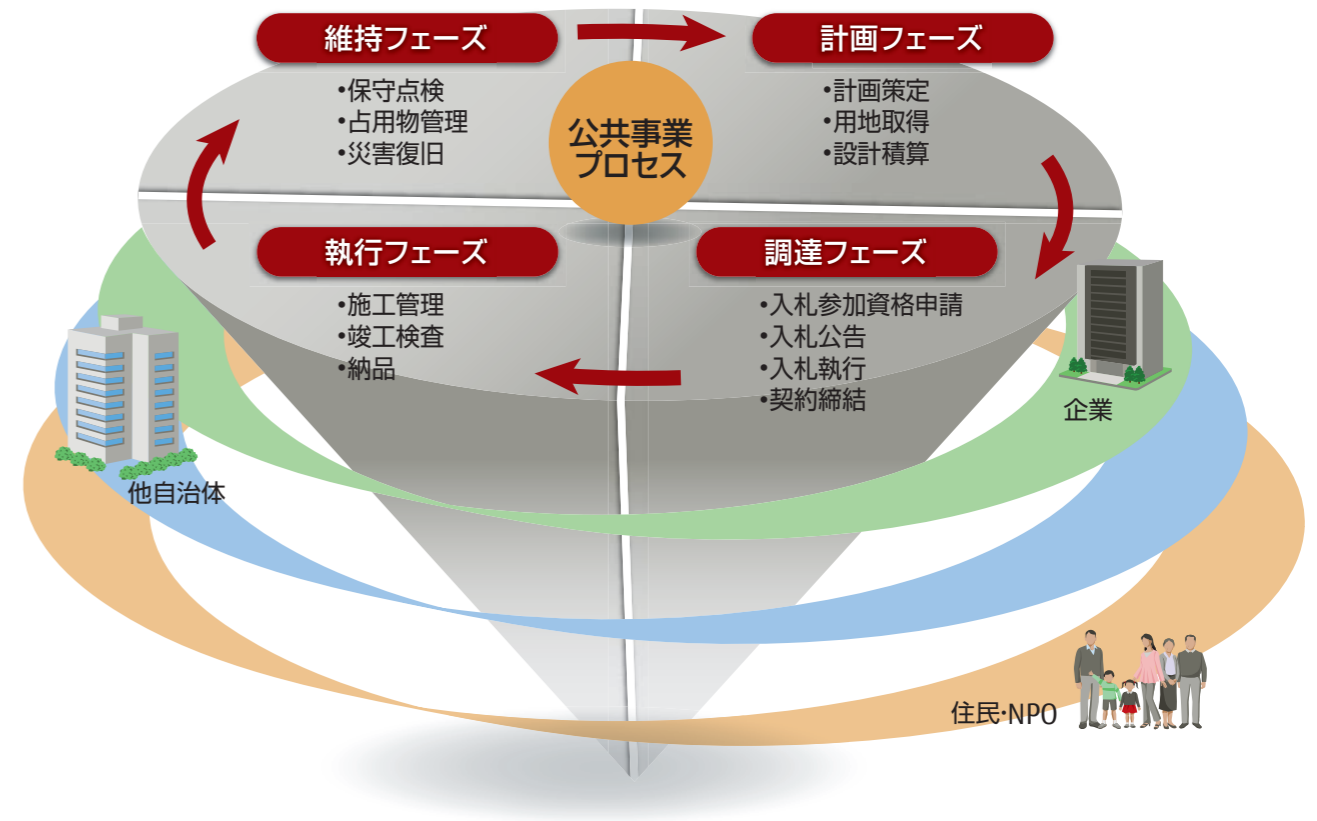 維持フェーズ
・保守点検
・占用物管理
・災害復旧
計画フェーズ
・計画策定
・用地取得
・設計積算
公共事業
プロセス
執行フェーズ
・施工管理
・竣工検査
・納品
調達フェーズ
・入札参加資格申請
・入札公告
・入札執行
・契約締結
企業
他自治体
住民・NPO